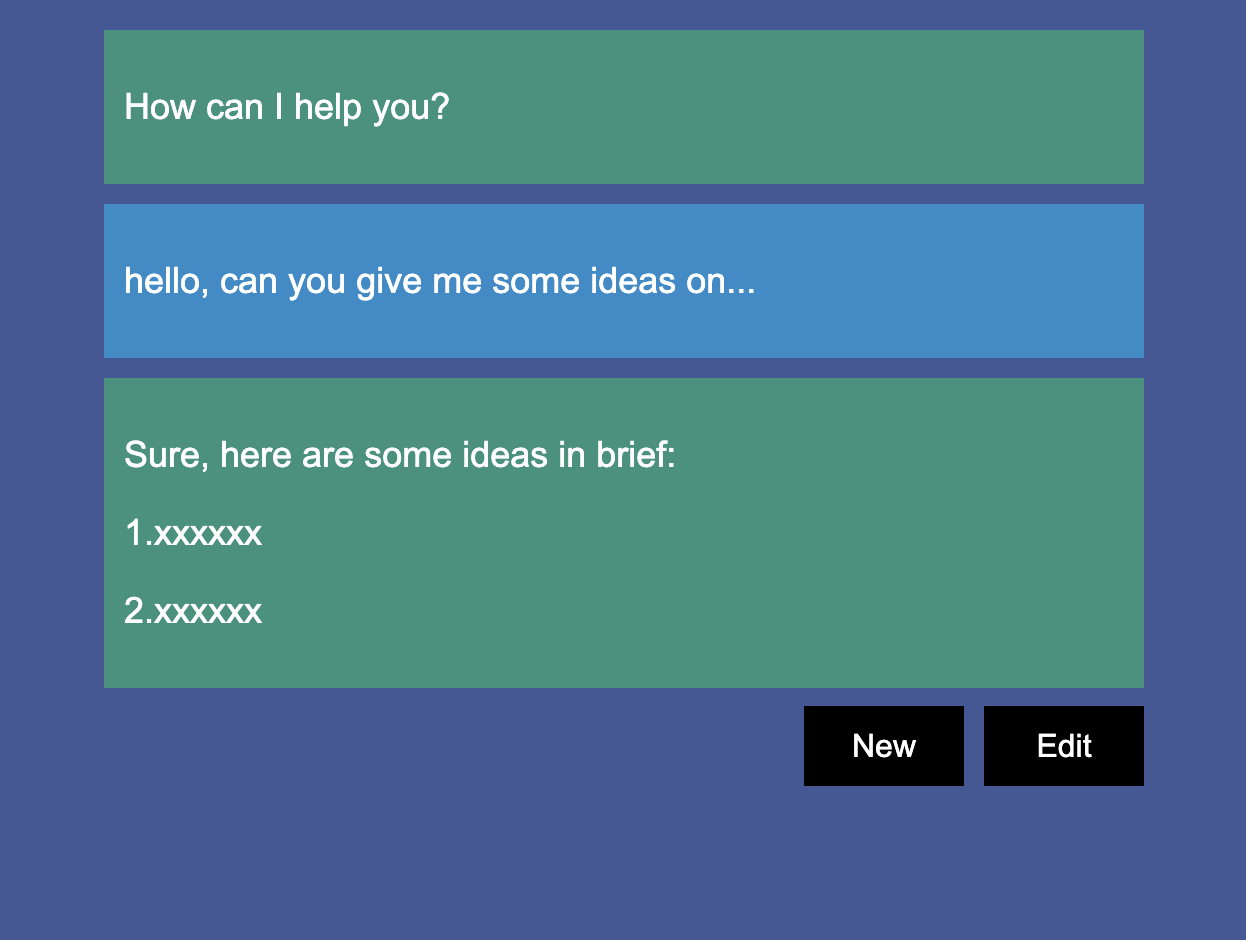 How can I help you?
hello, can you give me some ideas on...
Sure, here are some ideas in brief:
1.xxxxxx
2.xxxxxx
New
Edit